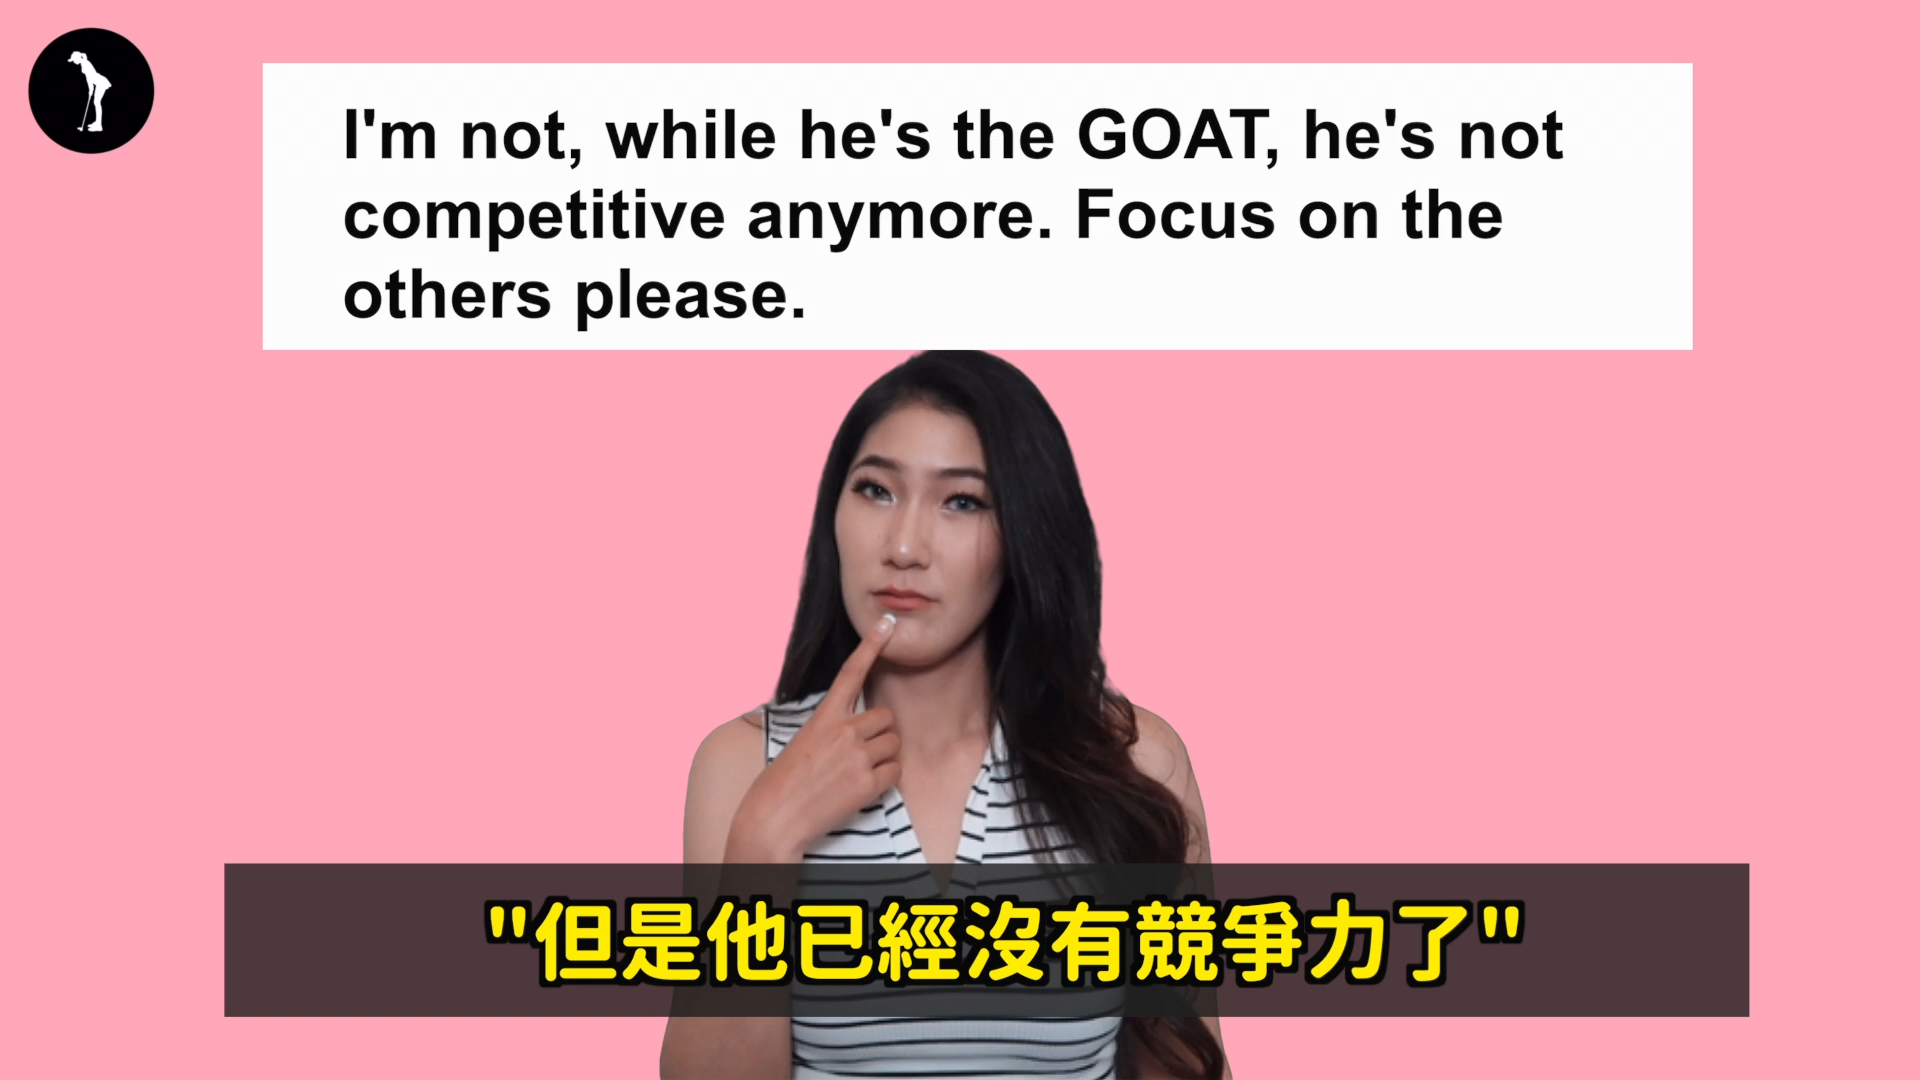 I'm not, while he's the GOAT, he's not
competitive anymore. Focus on the
others please.
"但是他已經沒有競爭力了"